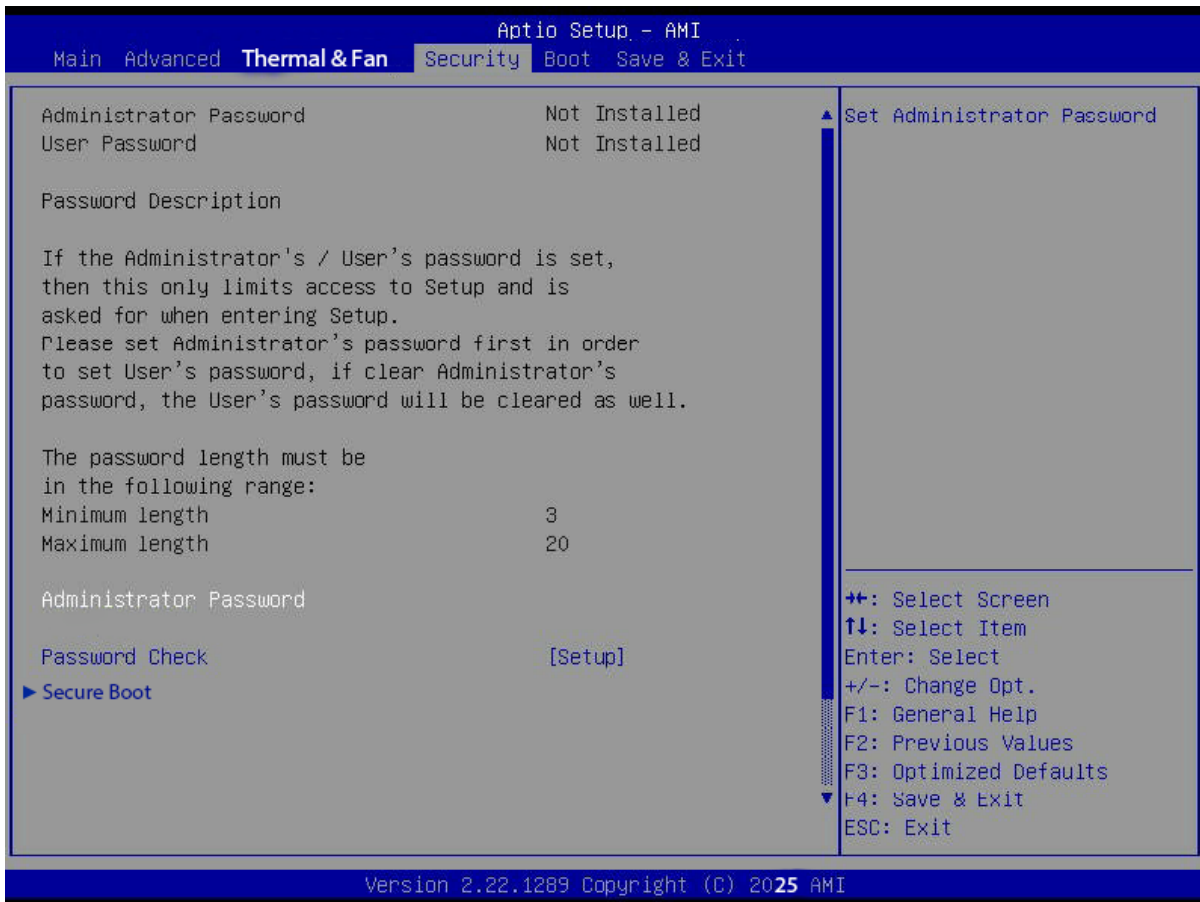 Aptio Setup - AMI
Main Advanced Thermal & Fan Security Boot Save & Exit
Administrator Password Not Installed
User Password Not Installed
Password Description
If the Administrator's / User's password is set,
then this only limits access to Setup and is
asked for when entering Setup.
Please set Administrator's password first in order
to set User's password, if clear Administrator's
password, the User's password will be cleared as well.
The password length must be
in the following range:
Minimum length 3
Maximum length 20
Administrator Password
Password Check [Setup]
► Secure Boot
Set Administrator Password
→←: Select Screen
↑↓: Select Item
Enter: Select
+/-: Change Opt.
F1: General Help
F2: Previous Values
F3: Optimized Defaults
F4: Save & Exit
ESC: Exit
Version 2.22.1289 Copyright (C) 2025 AMI